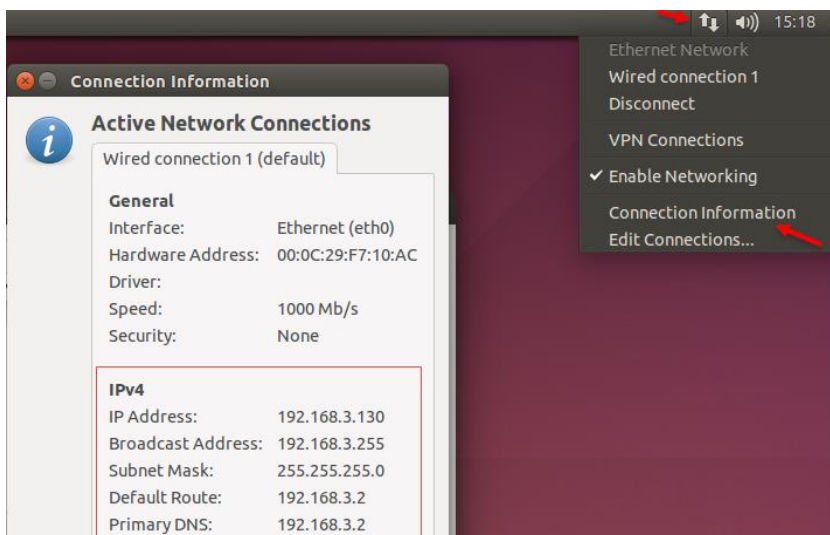 15:18
Ethernet Network
Wired connection 1
Disconnect
VPN Connections
Enable Networking
Connection Information
Edit Connections...
Connection Information
Active Network Connections
Wired connection 1 (default)
General
Interface: Ethernet (eth0)
Hardware Address: 00:0C:29:F7:10:AC
Driver:
Speed: 1000 Mb/s
Security: None
IPv4
IP Address: 192.168.3.130
Broadcast Address: 192.168.3.255
Subnet Mask: 255.255.255.0
Default Route: 192.168.3.2
Primary DNS: 192.168.3.2